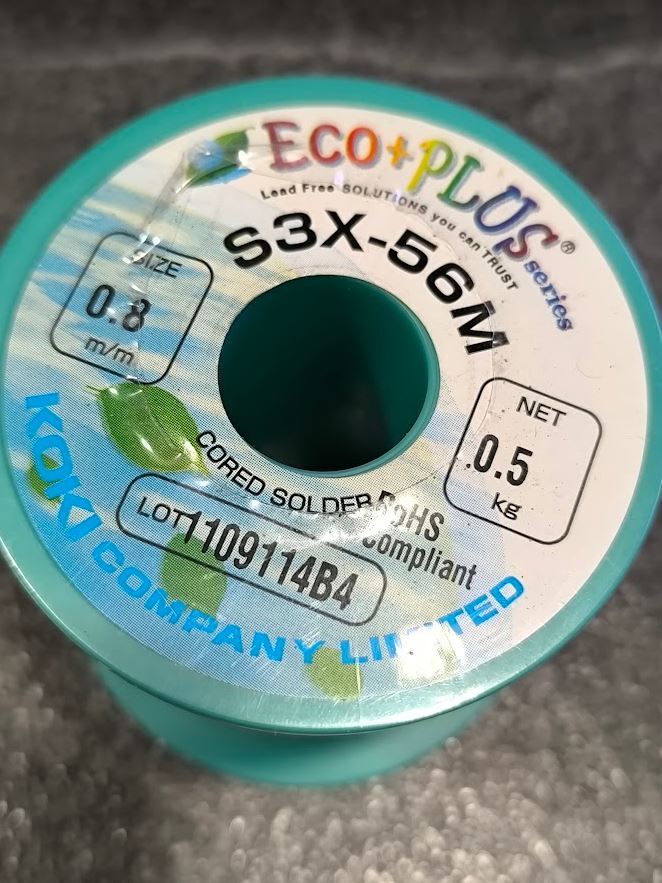 Eco+PLUS® series
Lead Free SOLUTIONS you can TRUST
S3X-56M
SIZE
0.8
m/m
NET
0.5
kg
CORED SOLDER
RoHS
Compliant
LOT 1109114B4
KOKI COMPANY LIMITED